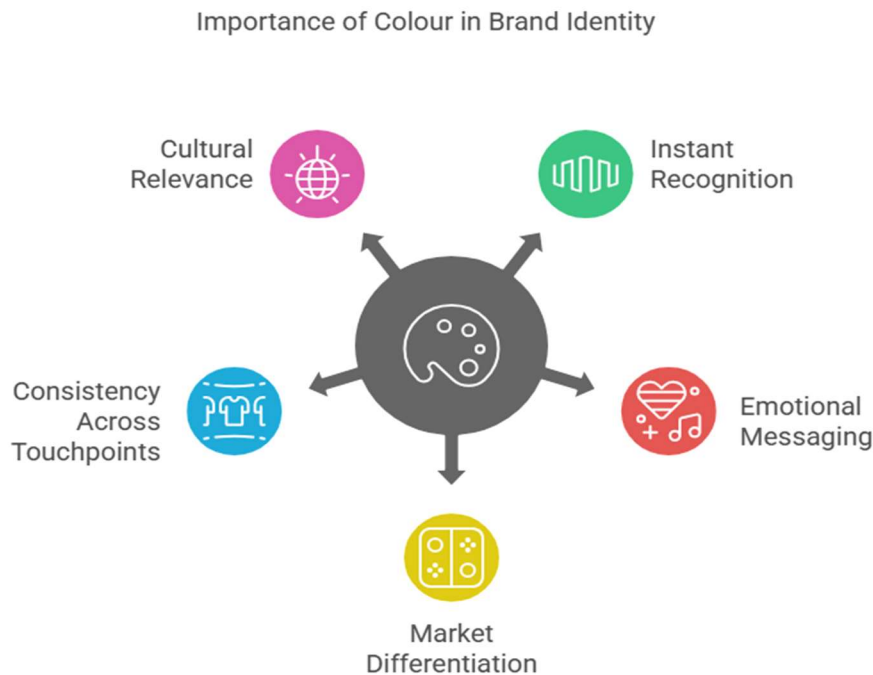 Importance of Colour in Brand Identity
Cultural
Relevance
Instant
Recognition
Consistency
Across
Touchpoints
Emotional
Messaging
Market
Differentiation